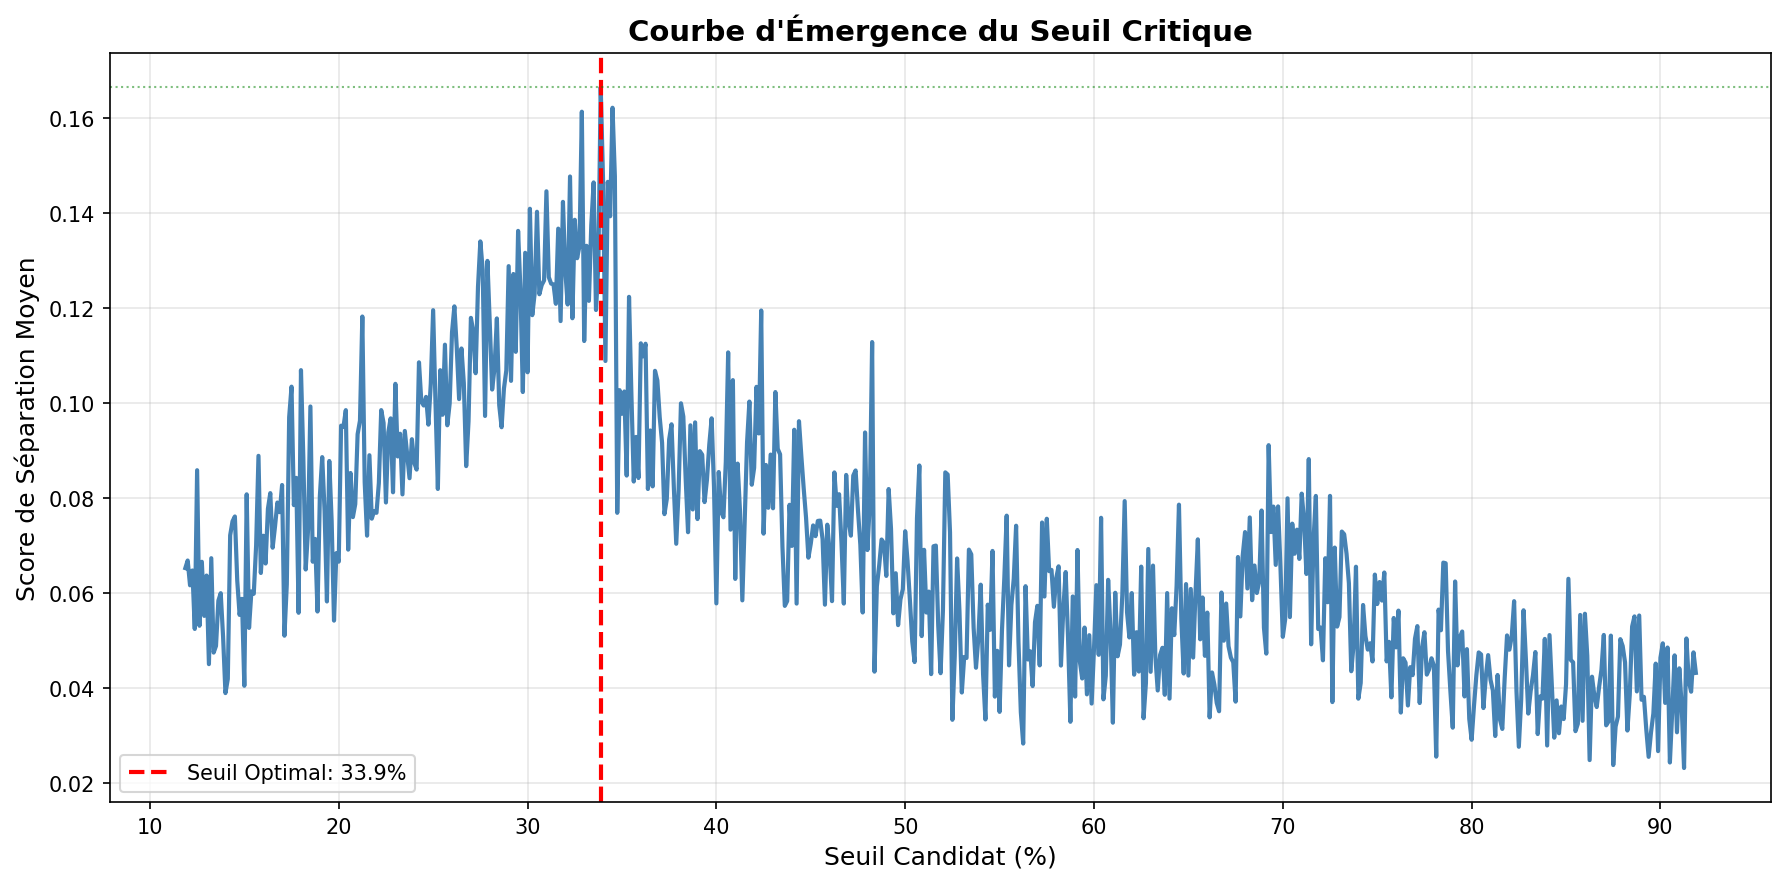 Courbe d'Émergence du Seuil Critique
Score de Séparation Moyen
0.16
0.14
0.12
0.10
0.08
0.06
0.04
0.02
Seuil Optimal: 33.9%
10 20 30 40 50 60 70 80 90
Seuil Candidat (%)